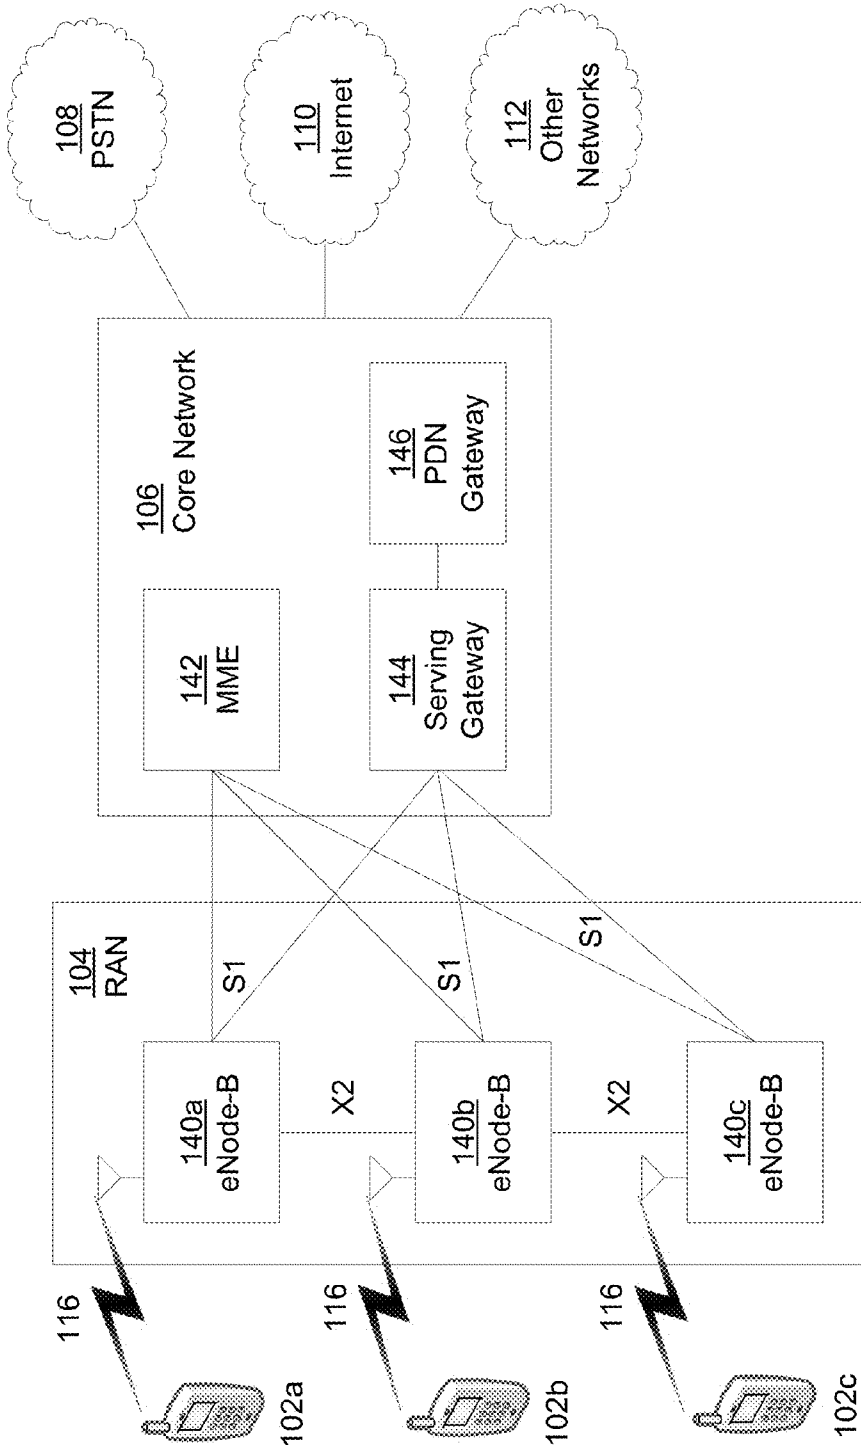 102a
102b
102c
116
116
116
104
RAN
140a
eNode-B
140b
eNode-B
140c
eNode-B
X2
X2
S1
S1
S1
106
Core Network
142
MME
144
Serving
Gateway
146
PDN
Gateway
108
PSTN
110
Internet
112
Other
Networks